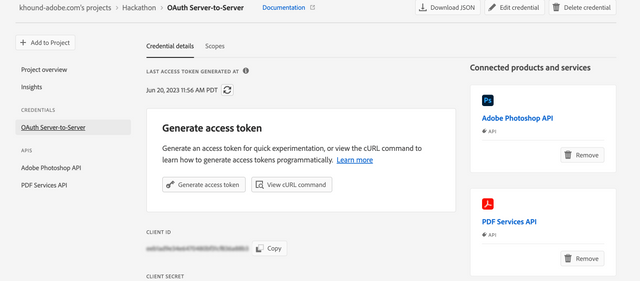 khound-adobe.com's projects > Hackathon > OAuth Server-to-Server Documentation Download JSON Edit credential Delete credential
+ Add to Project
Project overview
Insights
CREDENTIALS
OAuth Server-to-Server
APIS
Adobe Photoshop API
PDF Services API
Credential details Scopes
LAST ACCESS TOKEN GENERATED AT
Jun 20, 2023 11:56 AM PDT
Generate access token
Generate an access token for quick experimentation, or view the cURL command to
learn how to generate access tokens programmatically. Learn more
Generate access token View cURL command
CLIENT ID
Copy
CLIENT SECRET
Connected products and services
Ps
Adobe Photoshop API
API
Remove
PDF Services API
API
Remove